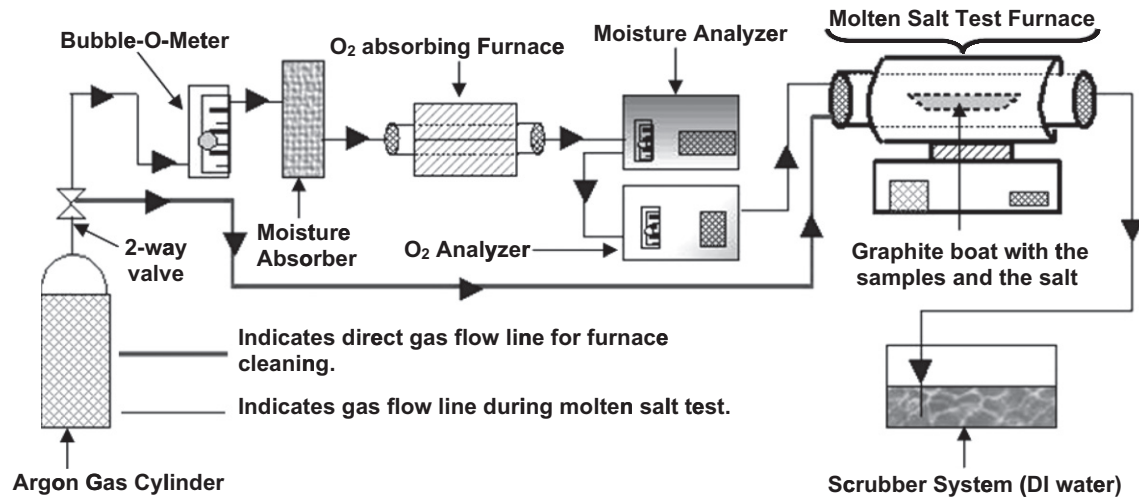 Molten Salt Test Furnace
Bubble-O-Meter
O₂ absorbing Furnace
Moisture Analyzer
2-way
valve
Moisture
Absorber
O₂ Analyzer
Graphite boat with the
samples and the salt
Indicates direct gas flow line for furnace
cleaning.
Indicates gas flow line during molten salt test.
Argon Gas Cylinder
Scrubber System (DI water)